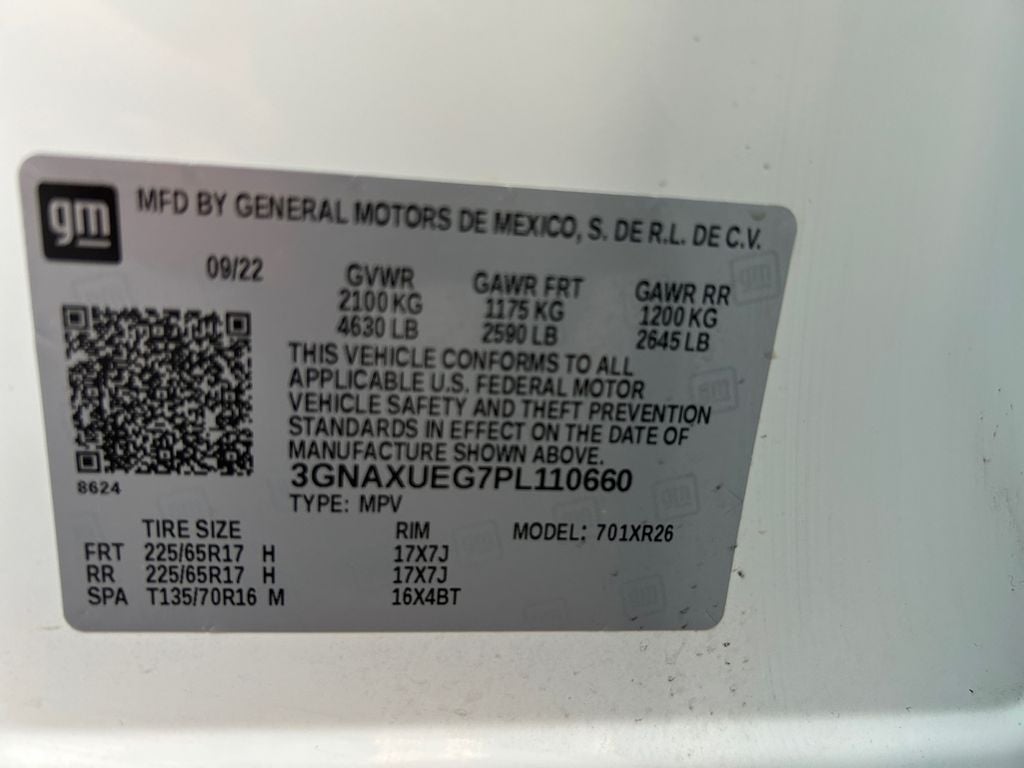 gm
MFD BY GENERAL MOTORS DE MEXICO, S. DE R.L. DE C.V.
09/22 GVWR GAWR FRT GAWR RR
2100 KG 1175 KG 1200 KG
4630 LB 2590 LB 2645 LB
THIS VEHICLE CONFORMS TO ALL
APPLICABLE U.S. FEDERAL MOTOR
VEHICLE SAFETY AND THEFT PREVENTION
STANDARDS IN EFFECT ON THE DATE OF
MANUFACTURE SHOWN ABOVE.
3GNAXUEG7PL110660
8624
TYPE: MPV
TIRE SIZE RIM MODEL: 701XR26
FRT 225/65R17 H 17X7J
RR 225/65R17 H 17X7J
SPA T135/70R16 M 16X4BT